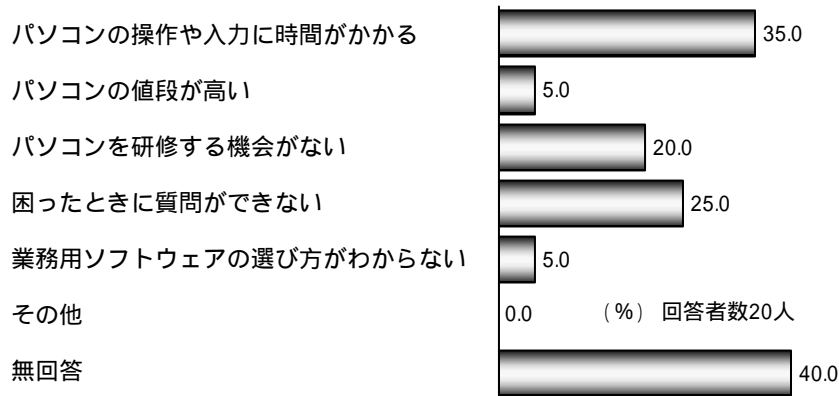 パソコンの操作や入力に時間がかかる 35.0
パソコンの値段が高い 5.0
パソコンを研修する機会がない 20.0
困ったときに質問ができない 25.0
業務用ソフトウェアの選び方がわからない 5.0
その他 0.0 (%) 回答者数20人
無回答 40.0